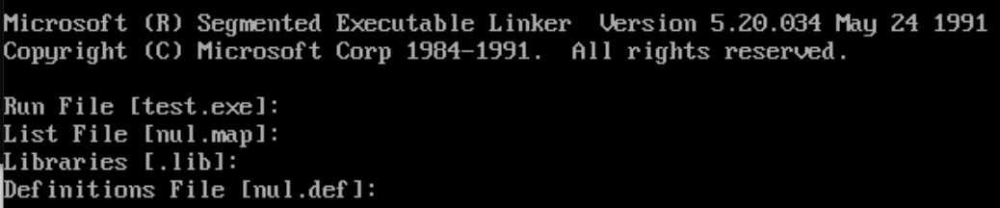 Microsoft (R) Segmented Executable Linker  Version 5.20.034 May 24 1991
Copyright (C) Microsoft Corp 1984-1991.  All rights reserved.

Run File [test.exe]:
List File [nul.map]:
Libraries [.lib]:
Definitions File [nul.def]: